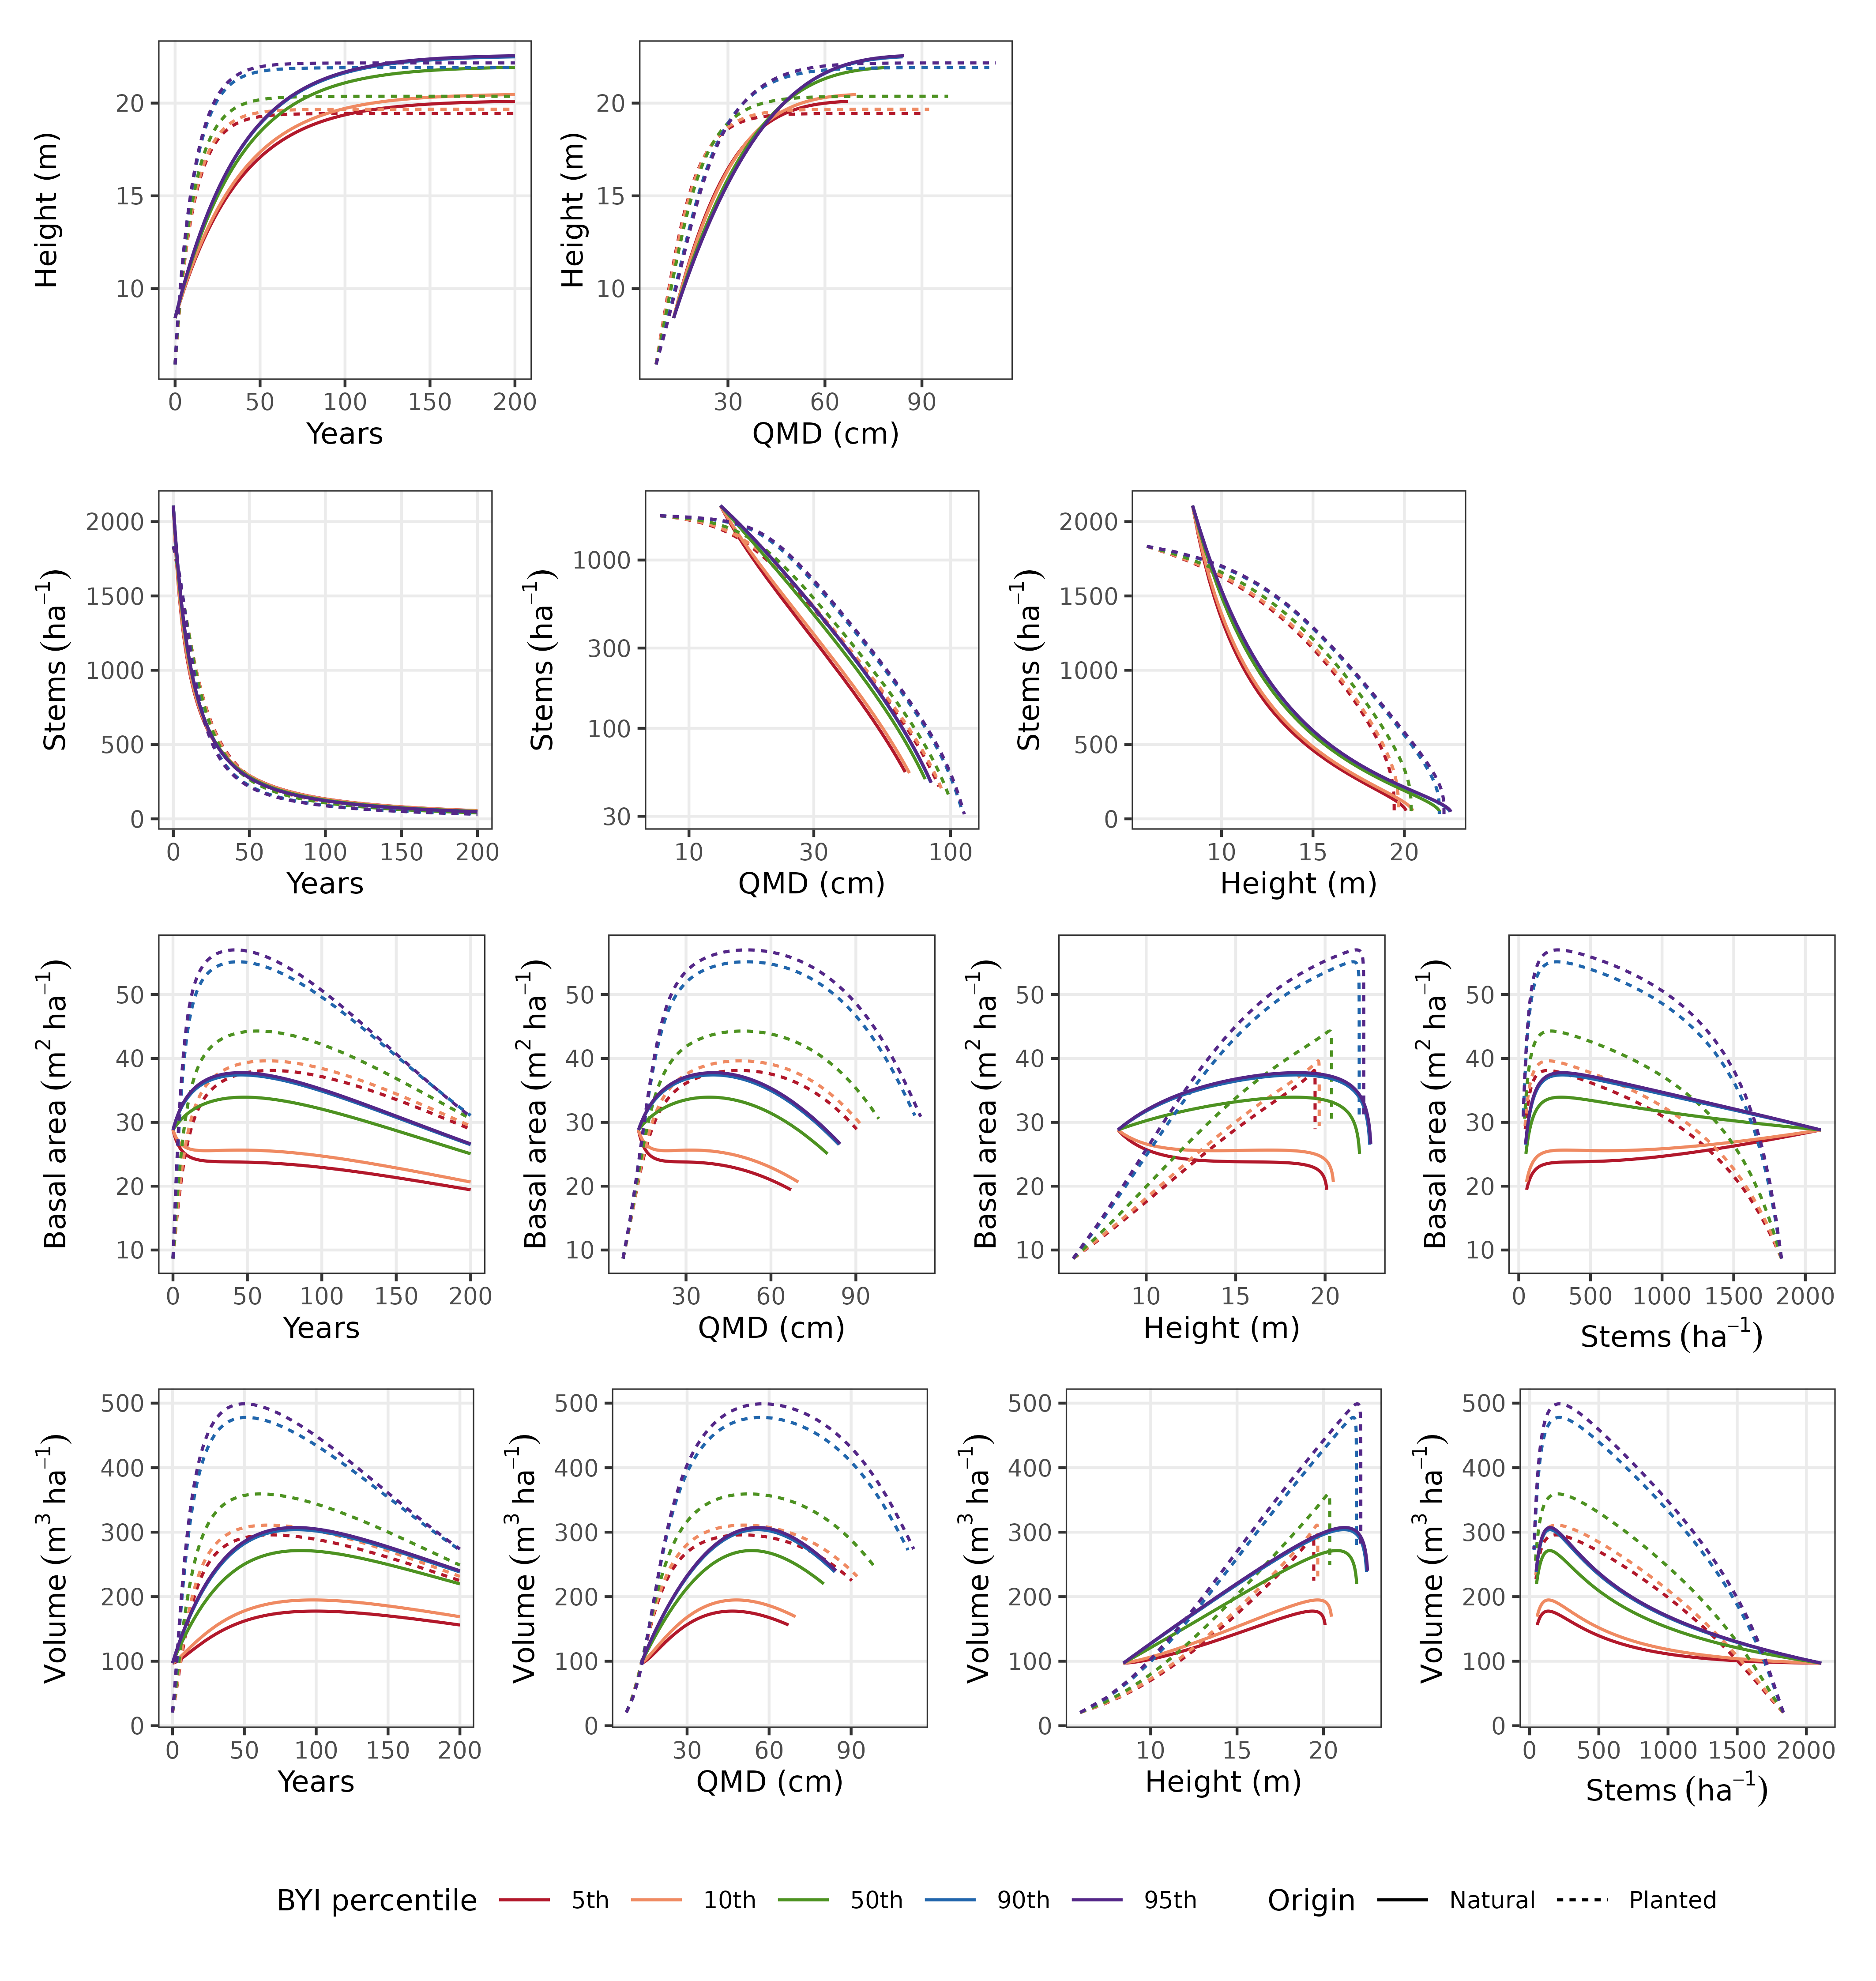 Height (m)
20
15
10
0 50 100 150 200
Years
Height (m)
20
15
10
30 60 90
QMD (cm)
Stems (ha⁻¹)
2000
1500
1000
500
0
0 50 100 150 200
Years
Stems (ha⁻¹)
1000
300
100
30
10 30 100
QMD (cm)
Stems (ha⁻¹)
2000
1500
1000
500
0
10 15 20
Height (m)
Basal area (m² ha⁻¹)
50
40
30
20
10
0 50 100 150 200
Years
Basal area (m² ha⁻¹)
50
40
30
20
10
30 60 90
QMD (cm)
Basal area (m² ha⁻¹)
50
40
30
20
10
10 15 20
Height (m)
Basal area (m² ha⁻¹)
50
40
30
20
10
0 500 1000 1500 2000
Stems (ha⁻¹)
Volume (m³ ha⁻¹)
500
400
300
200
100
0
0 50 100 150 200
Years
Volume (m³ ha⁻¹)
500
400
300
200
100
0
30 60 90
QMD (cm)
Volume (m³ ha⁻¹)
500
400
300
200
100
0
10 15 20
Height (m)
Volume (m³ ha⁻¹)
500
400
300
200
100
0
0 500 1000 1500 2000
Stems (ha⁻¹)
BYI percentile 5th 10th 50th 90th 95th Origin Natural Planted